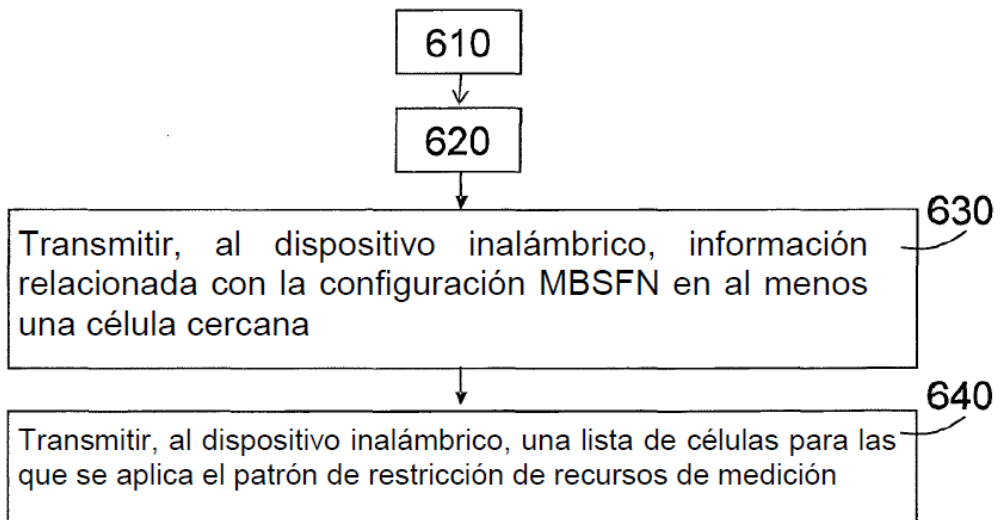 610
620
630
Transmitir, al dispositivo inalámbrico, información
relacionada con la configuración MBSFN en al menos
una célula cercana
640
Transmitir, al dispositivo inalámbrico, una lista de células para las
que se aplica el patrón de restricción de recursos de medición